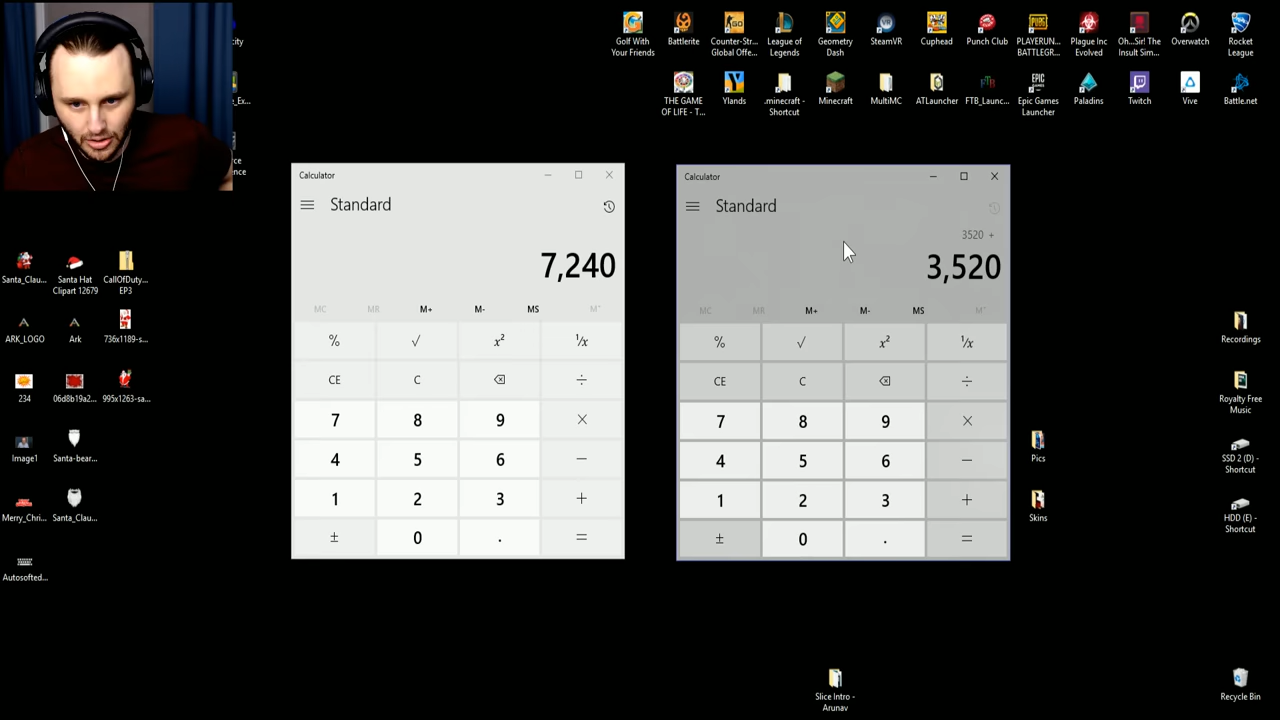 city
e_Ex...
rce
ence
Golf With
Your Friends
Battlerite
Counter-Str...
Global Offe...
League of
Legends
Geometry
Dash
SteamVR
Cuphead
Punch Club
PLAYERUN...
BATTLEGR...
Plague Inc
Evolved
Oh...Sir! The
Insult Sim...
Overwatch
Rocket
League
THE GAME
OF LIFE - T...
Ylands
.minecraft -
Shortcut
Minecraft
MultiMC
ATLauncher
FTB_Launc...
Epic Games
Launcher
Paladins
Twitch
Vive
Battle.net
Santa_Clau...
Santa Hat
Clipart 12679
CallOfDuty...
EP3
ARK_LOGO
Ark
736x1189-s...
234
06d8b19a2...
995x1263-sa...
Image1
Santa-bear...
Merry_Chri...
Santa_Clau...
Autosofted...
Calculator
Standard
7,240
MC MR M+ M- MS M˅
% √ x² ¹/x
CE C ⌫ ÷
7 8 9 ×
4 5 6 −
1 2 3 +
± 0 . =
Calculator
Standard
3520 +
3,520
MC MR M+ M- MS M˅
% √ x² ¹/x
CE C ⌫ ÷
7 8 9 ×
4 5 6 −
1 2 3 +
± 0 . =
Pics
Skins
Recordings
Royalty Free
Music
SSD 2 (D) -
Shortcut
HDD (E) -
Shortcut
Slice Intro -
Arunav
Recycle Bin